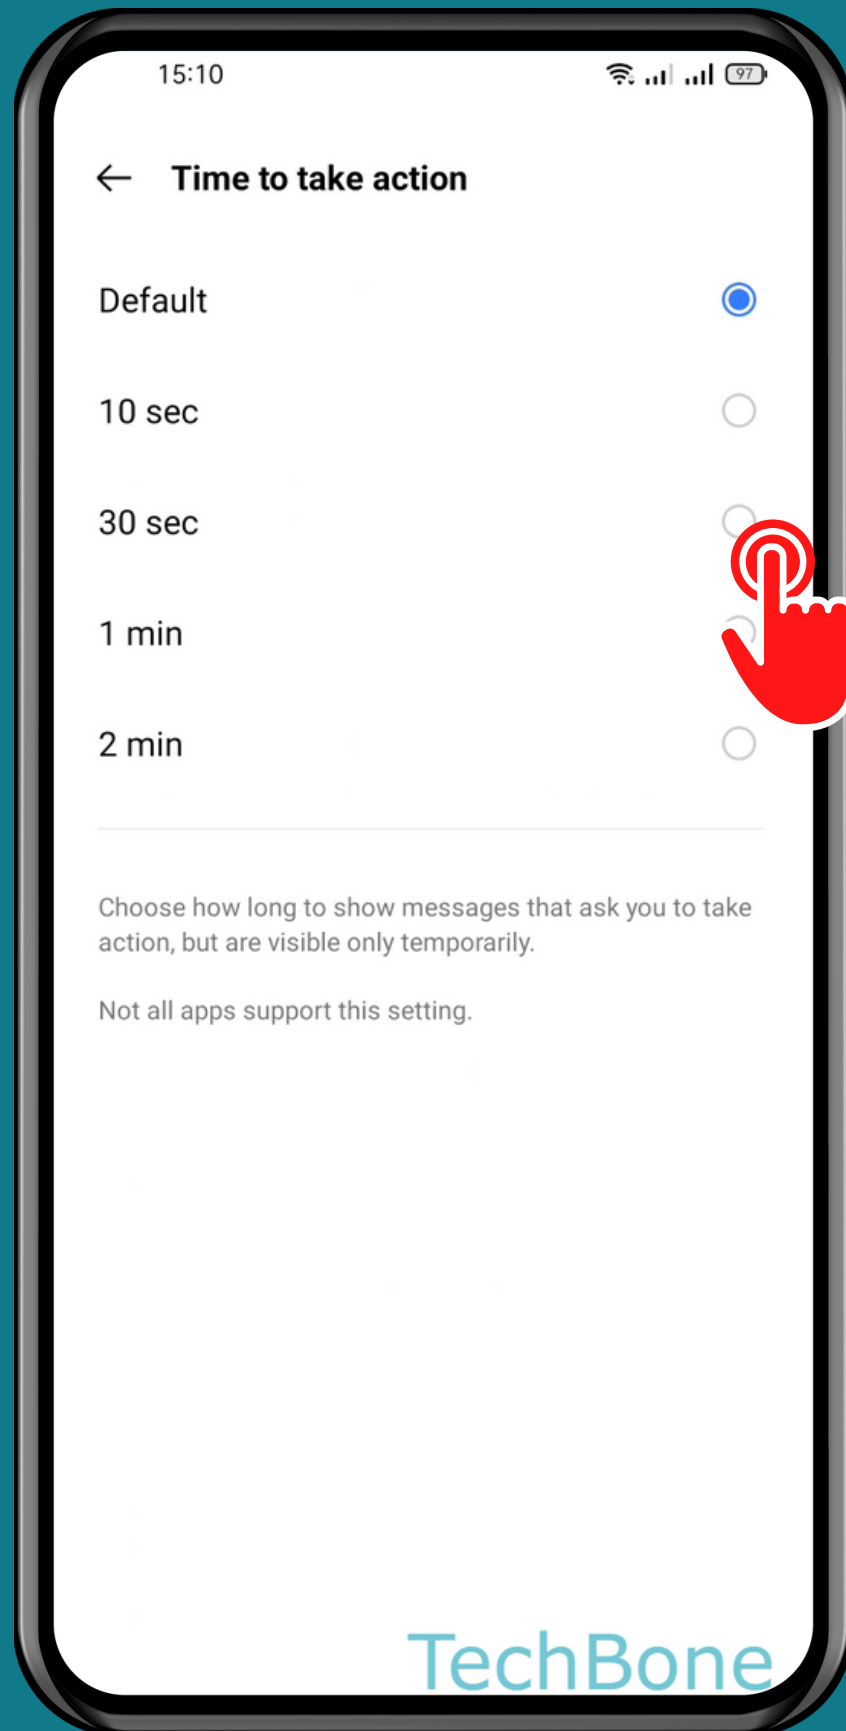 15:10
97
Time to take action
Default
10 sec
30 sec
1 min
2 min
Choose how long to show messages that ask you to take
action, but are visible only temporarily.
Not all apps support this setting.
TechBone